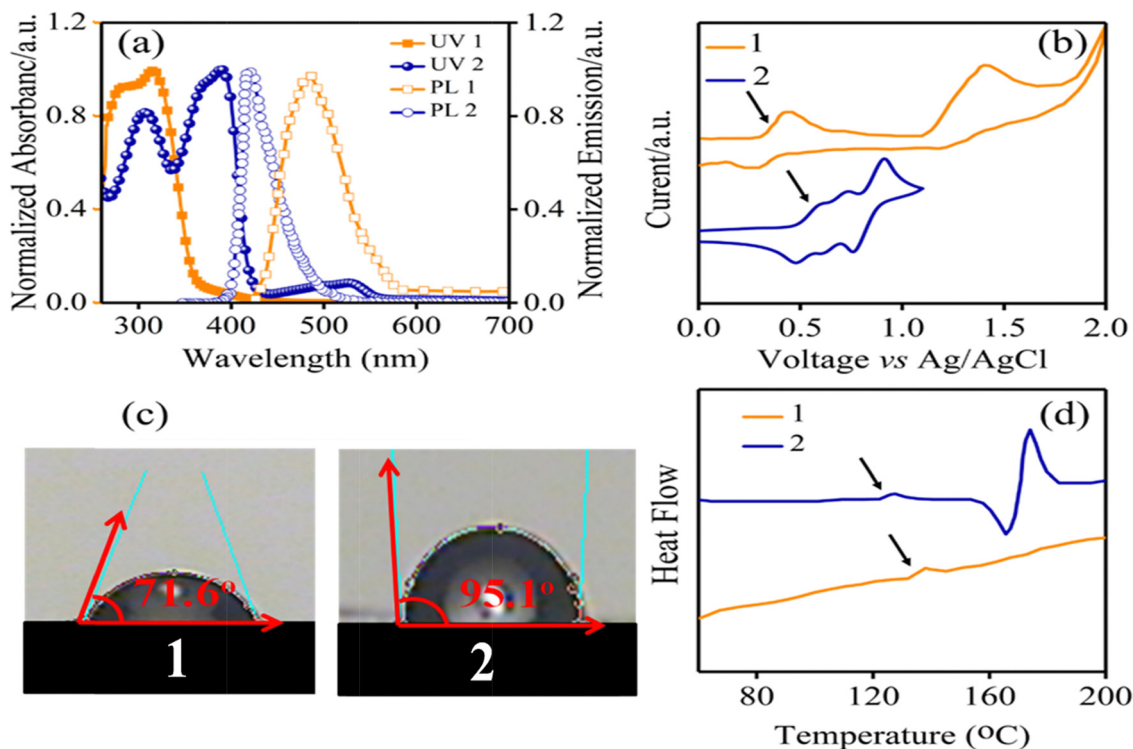 (a)
1.2
0.8
0.4
0.0
Normalized Absorbanc/a.u.
UV 1
UV 2
PL 1
PL 2
1.2
0.8
0.4
0.0
Normalized Emission/a.u.
300 400 500 600 700
Wavelength (nm)
(b)
1
2
Curent/a.u.
0.0 0.5 1.0 1.5 2.0
Voltage vs Ag/AgCl
(c)
71.6o
1
95.1o
2
(d)
1
2
Heat Flow
80 120 160 200
Temperature (OC)